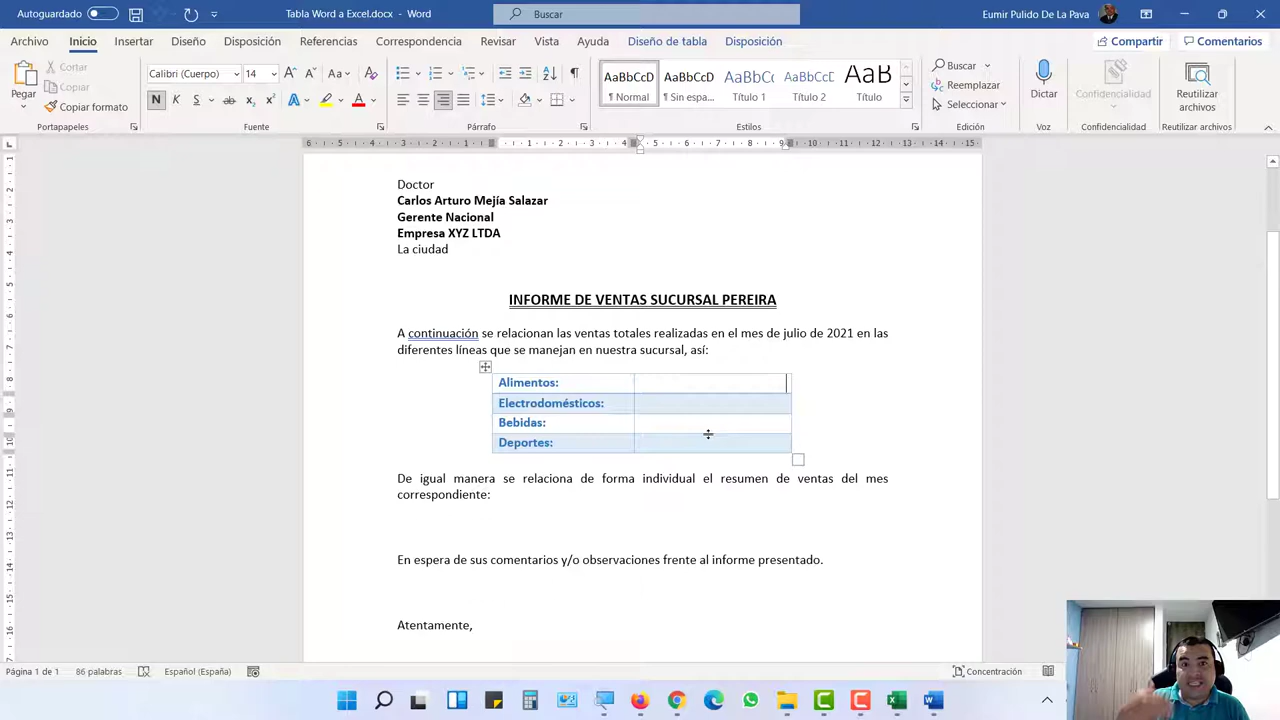 Autoguardado
Tabla Word a Excel.docx - Word
Buscar
Eumir Pulido De La Pava
Archivo Inicio Insertar Diseño Disposición Referencias Correspondencia Revisar Vista Ayuda Diseño de tabla Disposición Compartir Comentarios
Pegar
Cortar
Copiar
Copiar formato
Portapapeles
Calibri (Cuerpo) 14
Fuente
Párrafo
AaBbCcD AaBbCcD AaBbCc AaBbCcD AaB
¶ Normal ¶ Sin espa... Título 1 Título 2 Título
Estilos
Buscar
Reemplazar
Seleccionar
Edición
Dictar
Voz
Confidencialidad
Confidencialidad
Reutilizar archivos
Reutilizar archivos
Doctor
Carlos Arturo Mejía Salazar
Gerente Nacional
Empresa XYZ LTDA
La ciudad
INFORME DE VENTAS SUCURSAL PEREIRA
A continuación se relacionan las ventas totales realizadas en el mes de julio de 2021 en las
diferentes líneas que se manejan en nuestra sucursal, así:
Alimentos:
Electrodomésticos:
Bebidas:
Deportes:
De igual manera se relaciona de forma individual el resumen de ventas del mes
correspondiente:
En espera de sus comentarios y/o observaciones frente al informe presentado.
Atentamente,
Página 1 de 1 86 palabras Español (España) Concentración